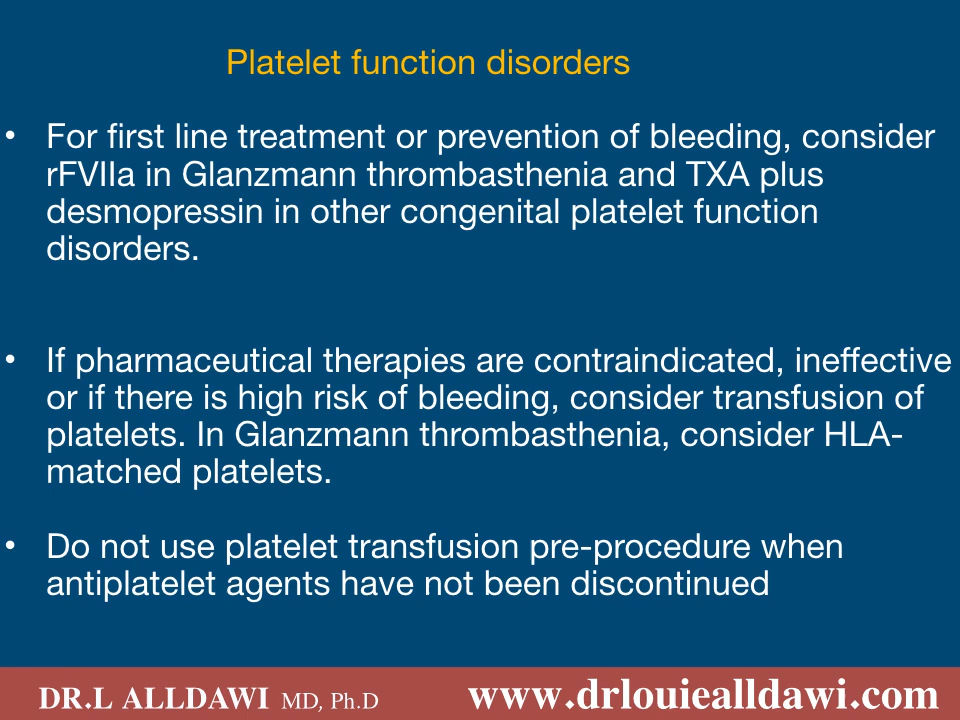 Platelet function disorders
• For first line treatment or prevention of bleeding, consider
rFVIIa in Glanzmann thrombasthenia and TXA plus
desmopressin in other congenital platelet function
disorders.
• If pharmaceutical therapies are contraindicated, ineffective
or if there is high risk of bleeding, consider transfusion of
platelets. In Glanzmann thrombasthenia, consider HLA-
matched platelets.
• Do not use platelet transfusion pre-procedure when
antiplatelet agents have not been discontinued
DR.L ALLDAWI MD, Ph.D www.drlouiealldawi.com